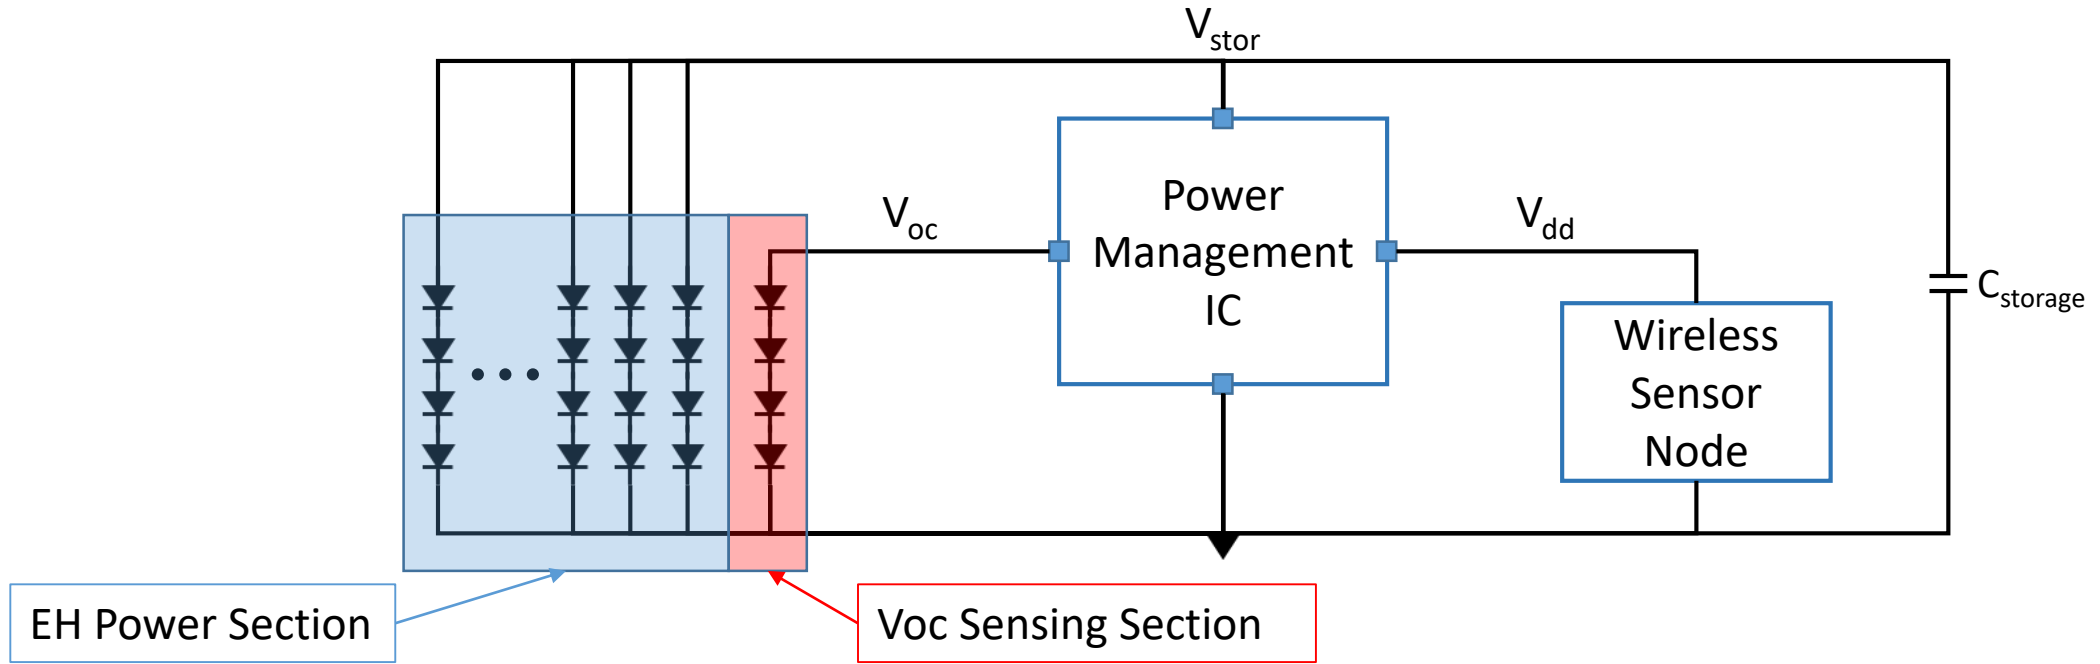 Vstor
Power
Management
IC
Voc
Vdd
Cstorage
Wireless
Sensor
Node
EH Power Section
Voc Sensing Section